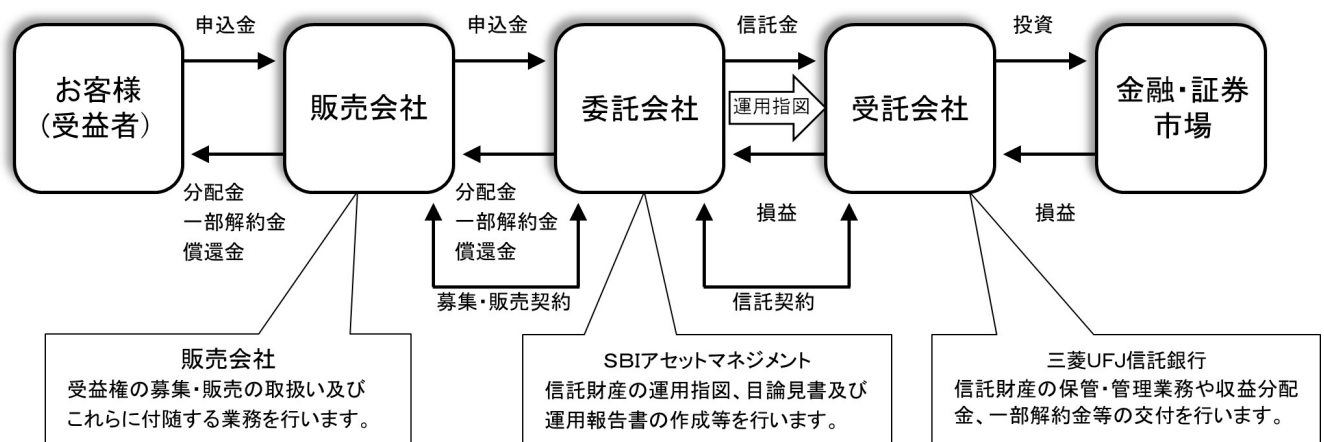 申込金
申込金
信託金
投資
お客様
(受益者)
販売会社
委託会社
運用指図
受託会社
金融・証券
市場
分配金
一部解約金
償還金
分配金
一部解約金
償還金
損益
損益
募集・販売契約
信託契約
販売会社
受益権の募集・販売の取扱い及び
これらに付随する業務を行います。
SBIアセットマネジメント
信託財産の運用指図、目論見書及び
運用報告書の作成等を行います。
三菱UFJ信託銀行
信託財産の保管・管理業務や収益分配
金、一部解約金等の交付を行います。